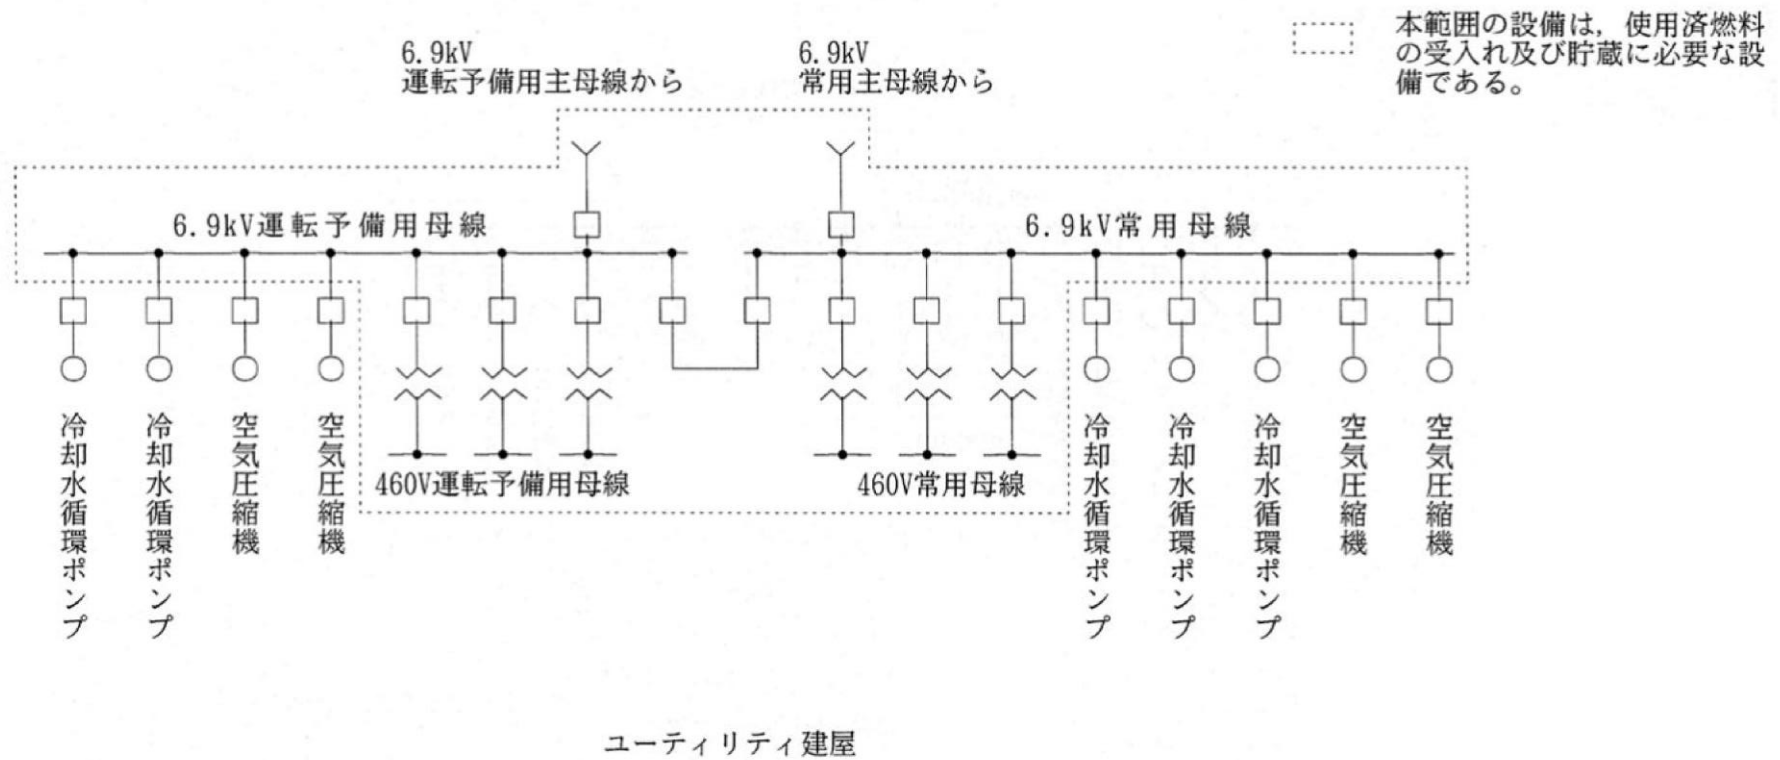 6.9kV
運転予備用主母線から
6.9kV
常用主母線から
本範囲の設備は，使用済燃料
の受入れ及び貯蔵に必要な設
備である。
6.9kV運転予備用母線
6.9kV常用母線
460V運転予備用母線
460V常用母線
冷却水循環ポンプ
冷却水循環ポンプ
空気圧縮機
空気圧縮機
冷却水循環ポンプ
冷却水循環ポンプ
冷却水循環ポンプ
空気圧縮機
空気圧縮機
ユーティリティ建屋